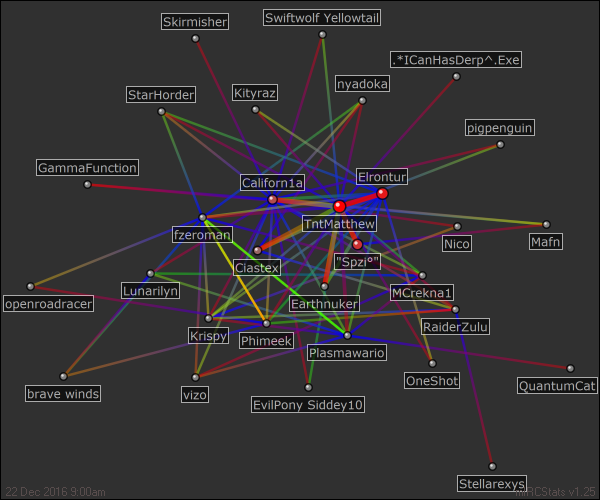 Skirmisher
Swiftwolf Yellowtail
.*ICanHasDerp^.Exe
Kityraz
nyadoka
StarHorder
pigpenguin
GammaFunction
Californ1a
Elrontur
TntMatthew
fzeroman
Nico
Mafn
Clastex
"Spzi°"
Lunarilyn
openroadracer
Earthnuker
MCrekna1
RaiderZulu
Krispy
Phimeek
Plasmawario
OneShot
QuantumCat
brave winds
vizo
EvilPony Siddey10
Stellarexys
22 Dec 2016 9:00am
mIRCStats v1.25